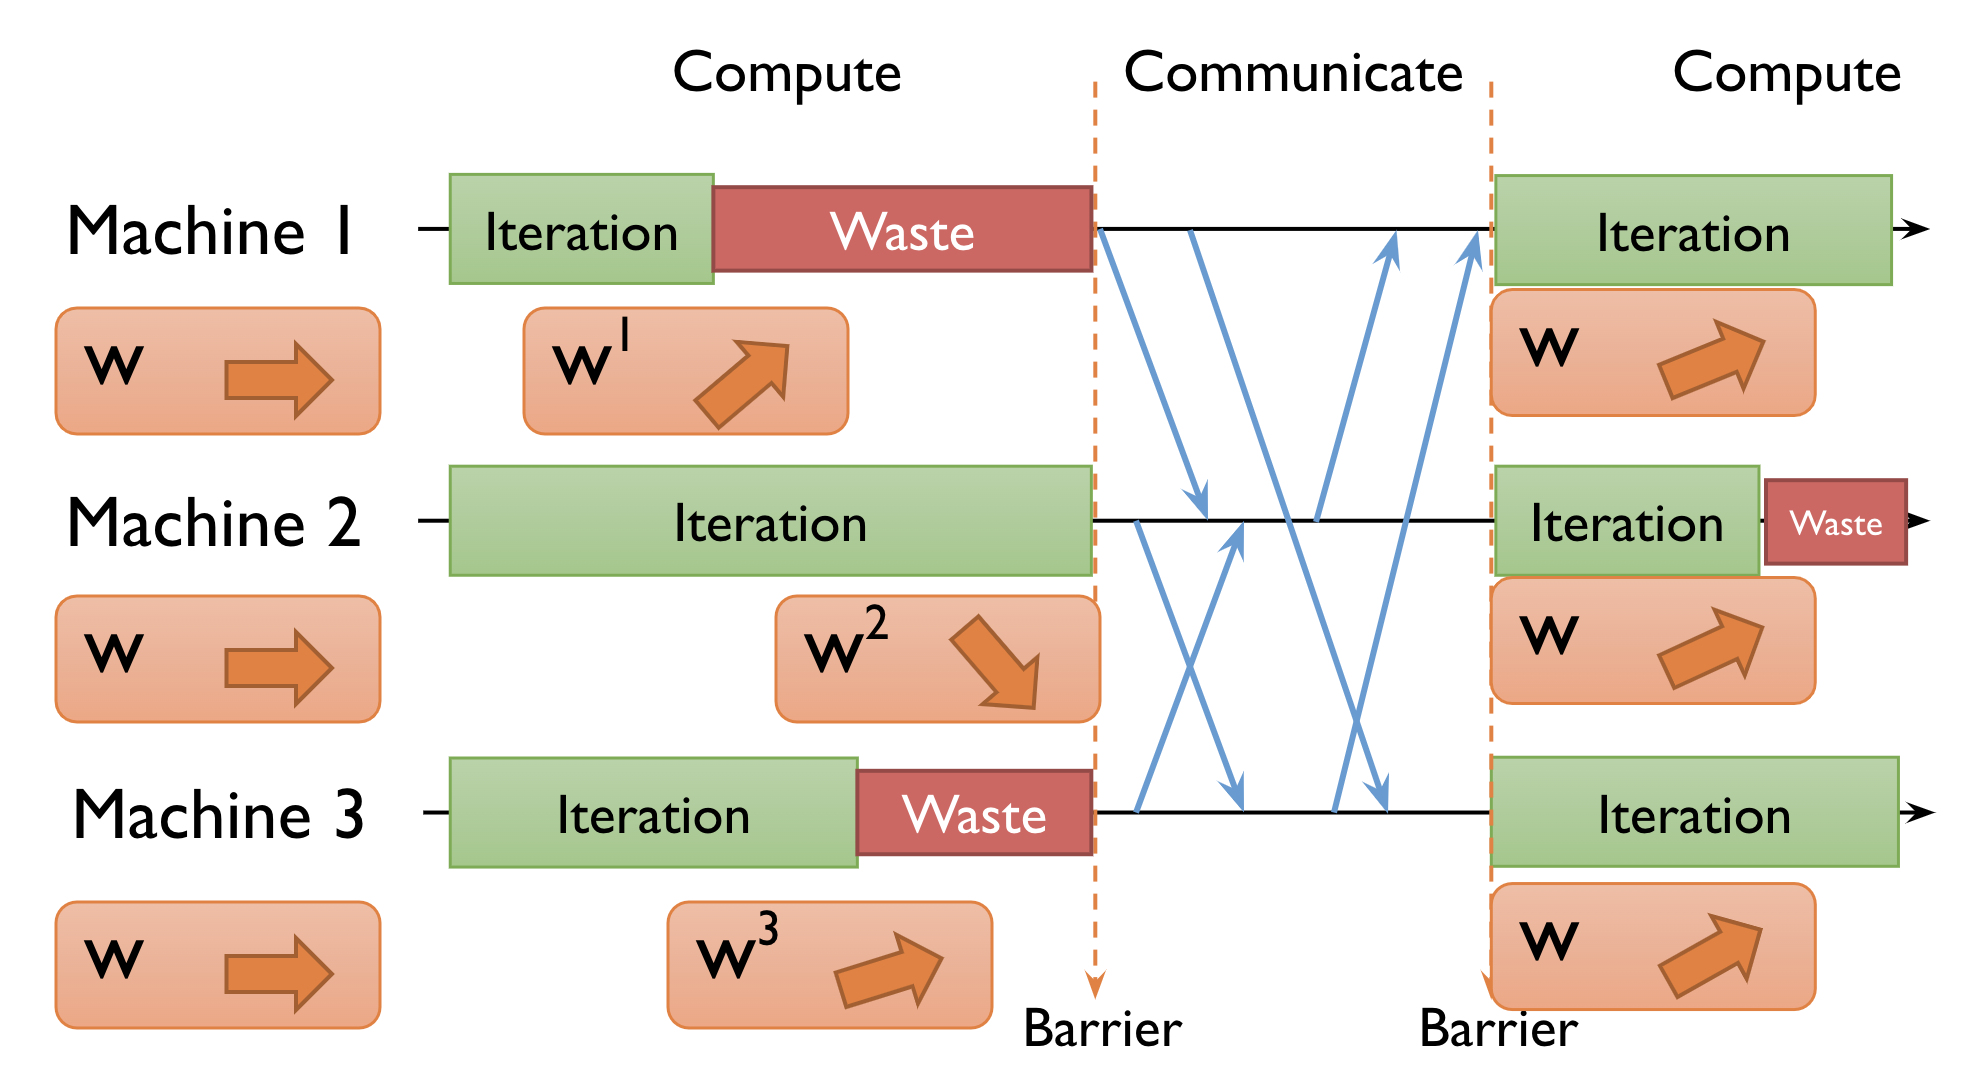 Compute Communicate Compute
Machine 1 Iteration Waste Iteration
w w1 w
Machine 2 Iteration Iteration Waste
w w2 w
Machine 3 Iteration Waste Iteration
w w3 w
Barrier Barrier